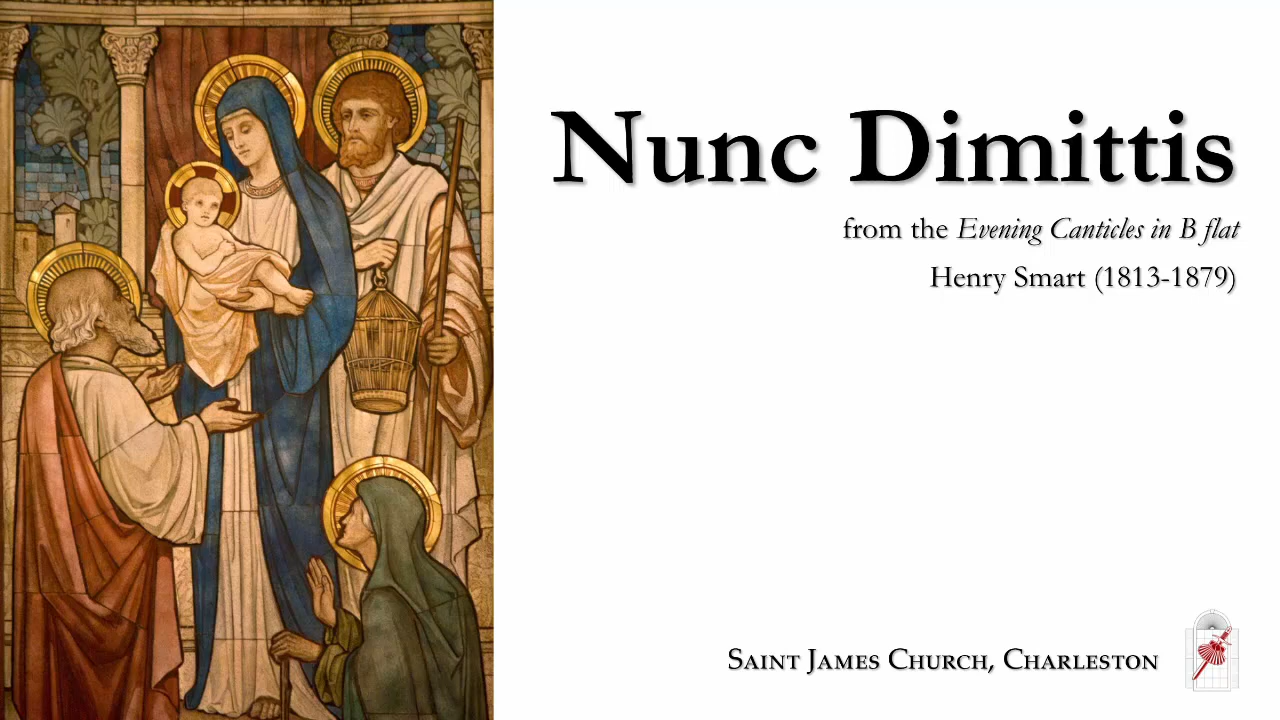 Nunc Dimittis
from the Evening Canticles in B flat
Henry Smart (1813-1879)
Saint James Church, Charleston